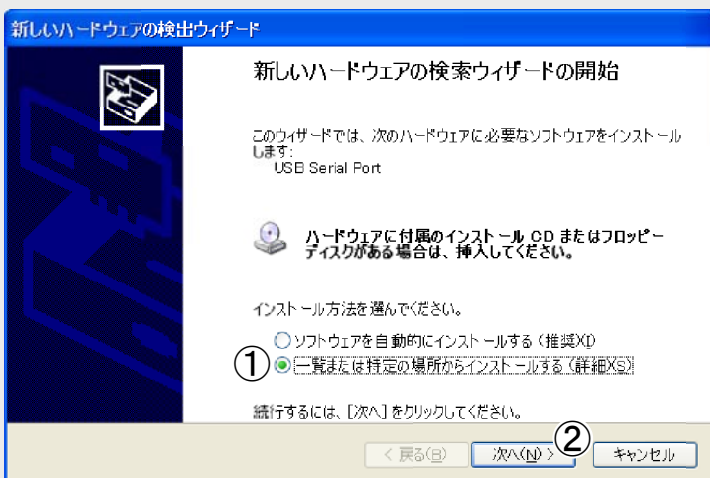 新しいハードウェアの検出ウィザード
新しいハードウェアの検索ウィザードの開始
このウィザードでは、次のハードウェアに必要なソフトウェアをインストール
します:
USB Serial Port
ハードウェアに付属のインストール CD またはフロッピー
ディスクがある場合は、挿入してください。
インストール方法を選んでください。
ソフトウェアを自動的にインストールする (推奨)(I)
① 一覧または特定の場所からインストールする (詳細)(S)
続行するには、[次へ] をクリックしてください。
②
< 戻る(B) 次へ(N) > キャンセル